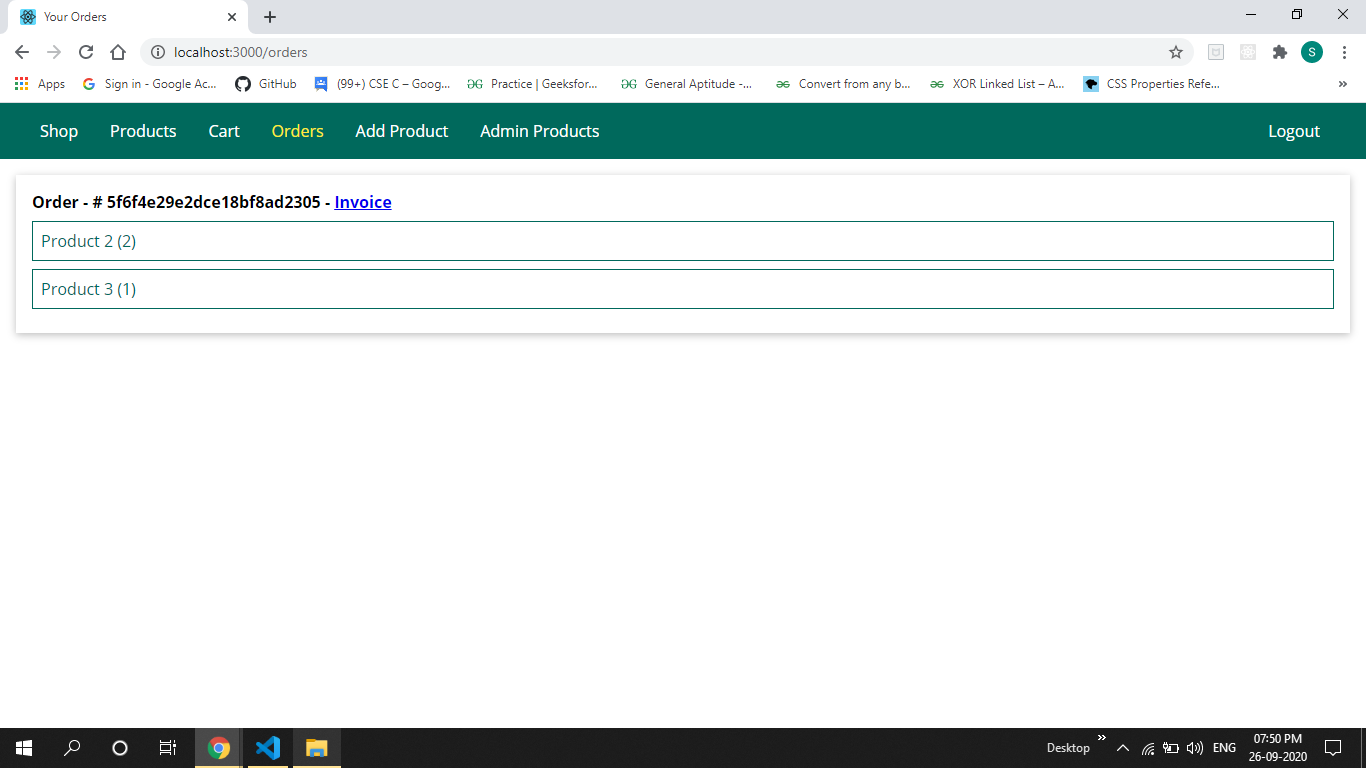 Your Orders
localhost:3000/orders
Apps Sign in - Google Ac... GitHub (99+) CSE C – Goog... Practice | Geeksfor... General Aptitude -... Convert from any b... XOR Linked List – A... CSS Properties Refe... »
Shop Products Cart Orders Add Product Admin Products Logout
Order - # 5f6f4e29e2dce18bf8ad2305 - Invoice
Product 2 (2)
Product 3 (1)
Desktop » ENG 07:50 PM
26-09-2020
S